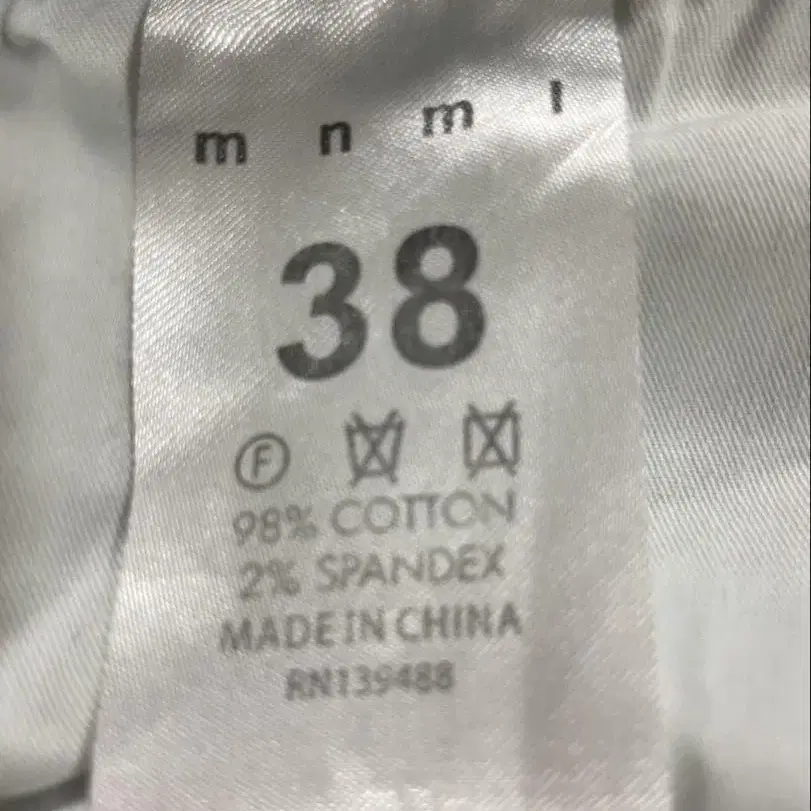 m n m l
38
F
98% COTTON
2% SPANDEX
MADE IN CHINA
RN139488